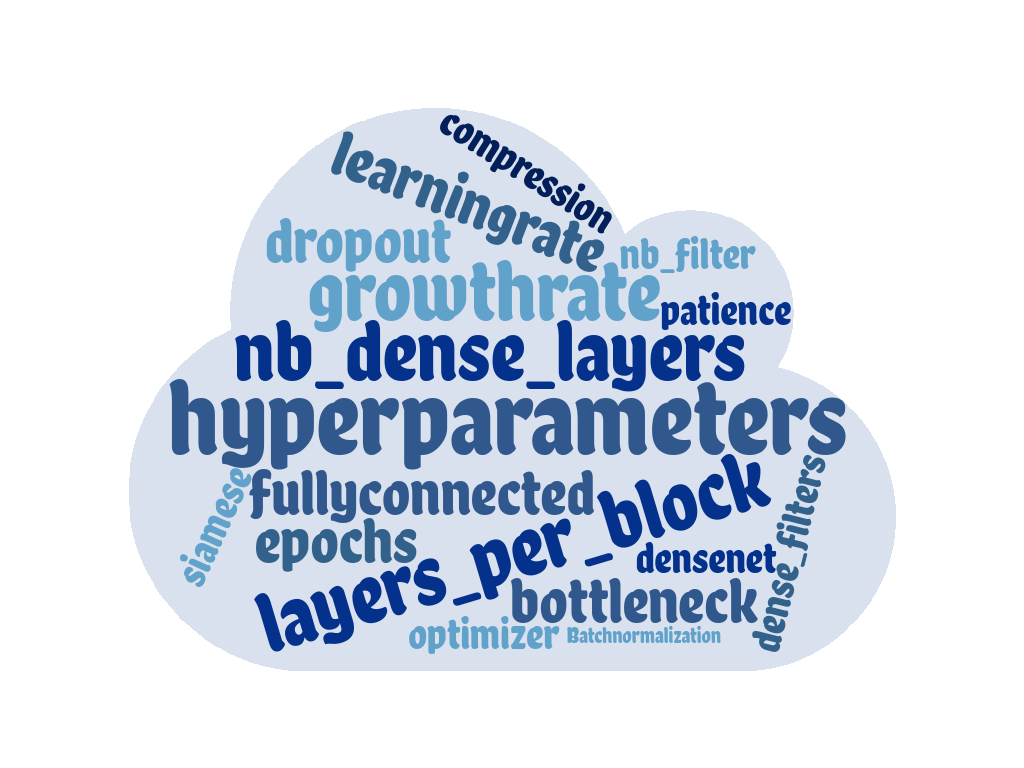 compression
learningrate
dropout
nb_filter
growthrate
patience
nb_dense_layers
hyperparameters
siamese
fullyconnected
layers_per_block
dense_filters
epochs
densenet
bottleneck
optimizer
Batchnormalization